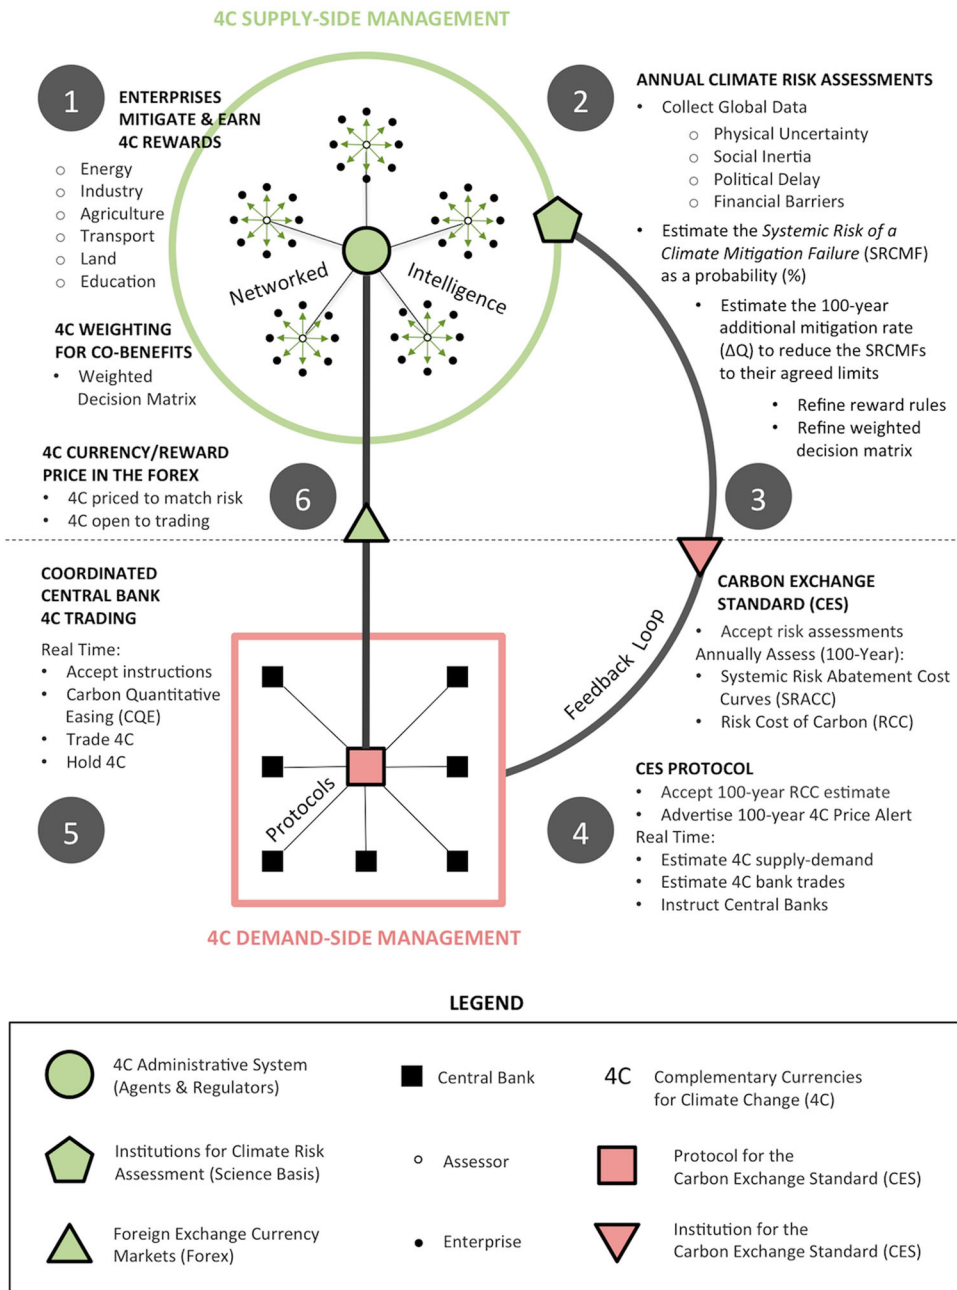 4C SUPPLY-SIDE MANAGEMENT
1
ENTERPRISES
MITIGATE & EARN
4C REWARDS
○ Energy
○ Industry
○ Agriculture
○ Transport
○ Land
○ Education
4C WEIGHTING
FOR CO-BENEFITS
• Weighted
Decision Matrix
Networked
Intelligence
2
ANNUAL CLIMATE RISK ASSESSMENTS
• Collect Global Data
○ Physical Uncertainty
○ Social Inertia
○ Political Delay
○ Financial Barriers
• Estimate the Systemic Risk of a
Climate Mitigation Failure (SRCMF)
as a probability (%)
• Estimate the 100-year
additional mitigation rate
(ΔQ) to reduce the SRCMFs
to their agreed limits
• Refine reward rules
• Refine weighted
decision matrix
4C CURRENCY/REWARD
PRICE IN THE FOREX
• 4C priced to match risk
• 4C open to trading
6
3
COORDINATED
CENTRAL BANK
4C TRADING
Real Time:
• Accept instructions
• Carbon Quantitative
Easing (CQE)
• Trade 4C
• Hold 4C
5
Protocols
Feedback Loop
CARBON EXCHANGE
STANDARD (CES)
• Accept risk assessments
Annually Assess (100-Year):
• Systemic Risk Abatement Cost
Curves (SRACC)
• Risk Cost of Carbon (RCC)
4
CES PROTOCOL
• Accept 100-year RCC estimate
• Advertise 100-year 4C Price Alert
Real Time:
• Estimate 4C supply-demand
• Estimate 4C bank trades
• Instruct Central Banks
4C DEMAND-SIDE MANAGEMENT
LEGEND
4C Administrative System
(Agents & Regulators)
Central Bank
4C
Complementary Currencies
for Climate Change (4C)
Institutions for Climate Risk
Assessment (Science Basis)
Assessor
Protocol for the
Carbon Exchange Standard (CES)
Foreign Exchange Currency
Markets (Forex)
Enterprise
Institution for the
Carbon Exchange Standard (CES)